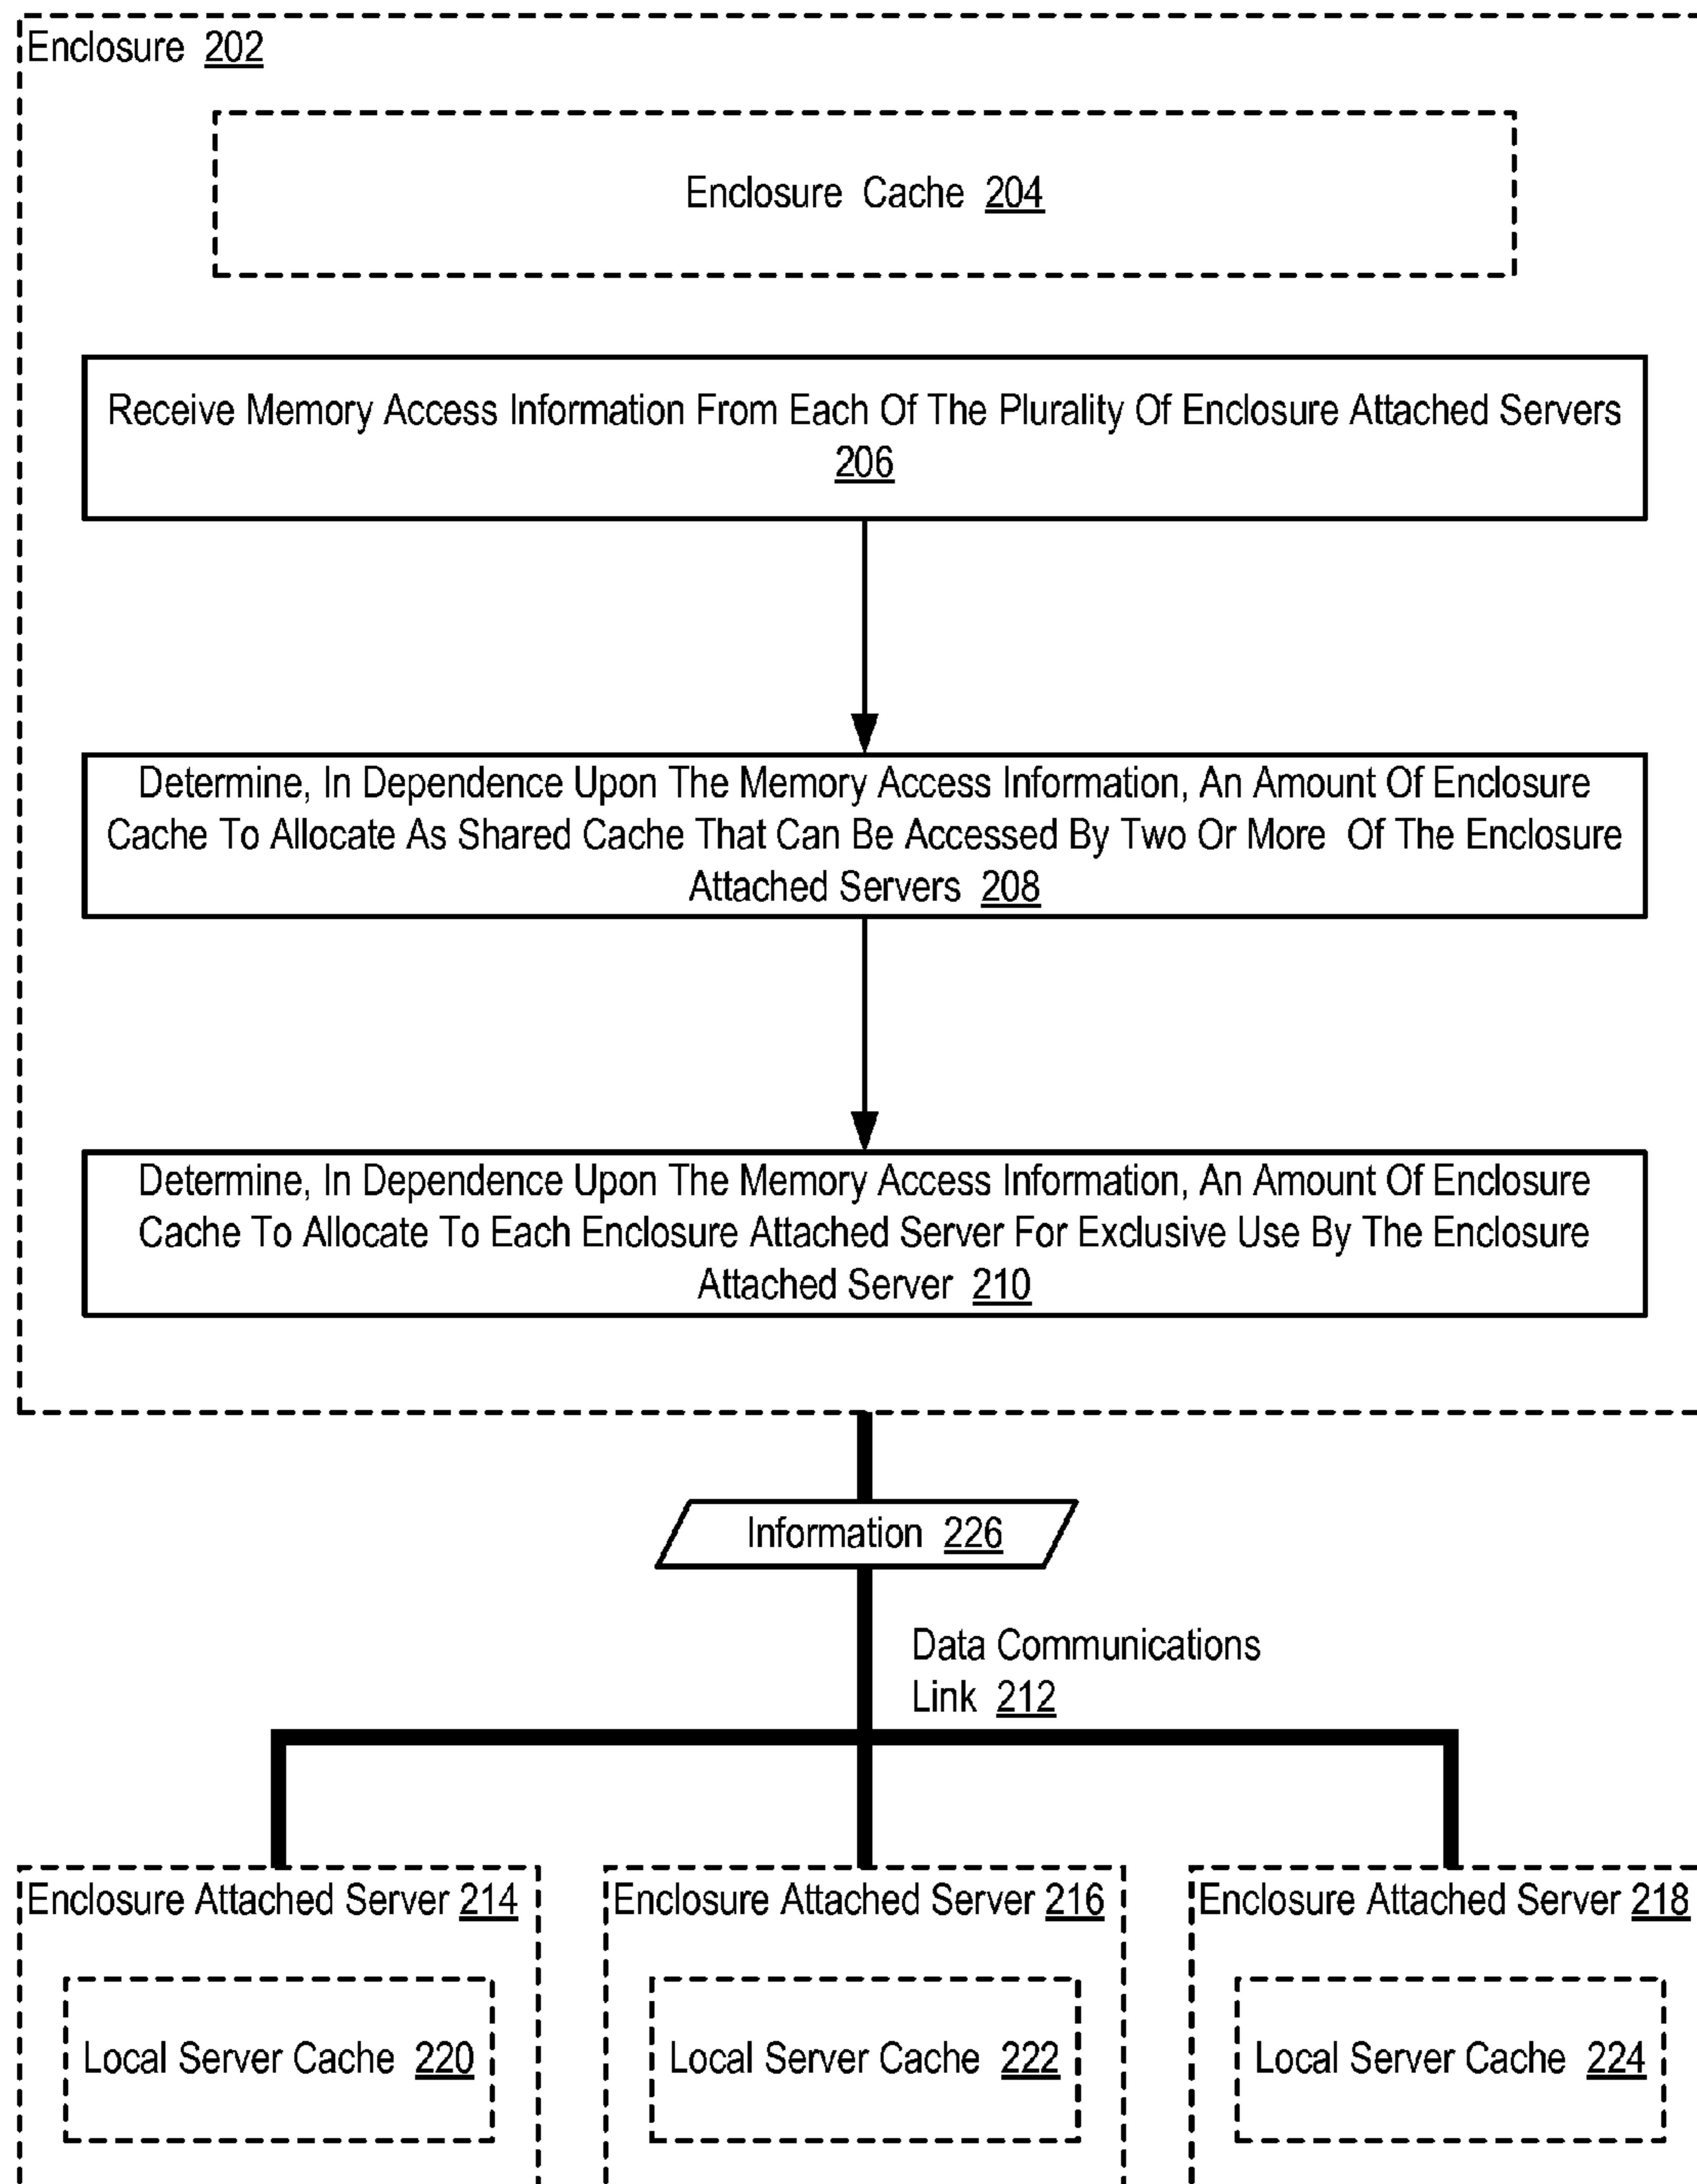 Enclosure 202
Enclosure Cache 204
Receive Memory Access Information From Each Of The Plurality Of Enclosure Attached Servers
206
Determine, In Dependence Upon The Memory Access Information, An Amount Of Enclosure
Cache To Allocate As Shared Cache That Can Be Accessed By Two Or More Of The Enclosure
Attached Servers 208
Determine, In Dependence Upon The Memory Access Information, An Amount Of Enclosure
Cache To Allocate To Each Enclosure Attached Server For Exclusive Use By The Enclosure
Attached Server 210
Information 226
Data Communications
Link 212
Enclosure Attached Server 214
Local Server Cache 220
Enclosure Attached Server 216
Local Server Cache 222
Enclosure Attached Server 218
Local Server Cache 224